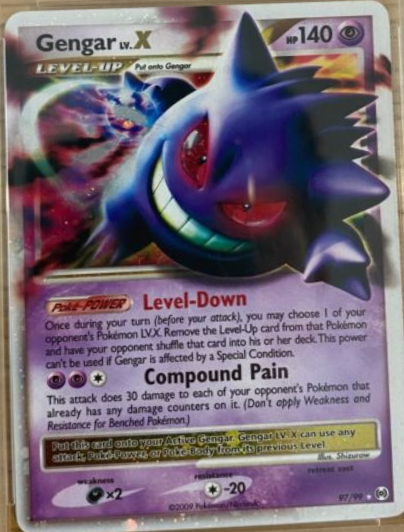 Gengar LV.X HP 140
LEVEL-UP Put onto Gengar
Poké-POWER Level-Down
Once during your turn (before your attack), you may choose 1 of your
opponent's Pokémon LV.X. Remove the Level-Up card from that Pokémon
and have your opponent shuffle that card into his or her deck. This power
can't be used if Gengar is affected by a Special Condition.
Compound Pain
This attack does 30 damage to each of your opponent's Pokémon that
already has any damage counters on it. (Don't apply Weakness and
Resistance for Benched Pokémon.)
Put this card onto your Active Gengar. Gengar LV.X can use any
attack, Poké-Power, or Poké-Body from its previous Level.
Illus. Shizurow
weakness resistance retreat cost
×2 -20
©2009 Pokémon/Nintendo 97/99